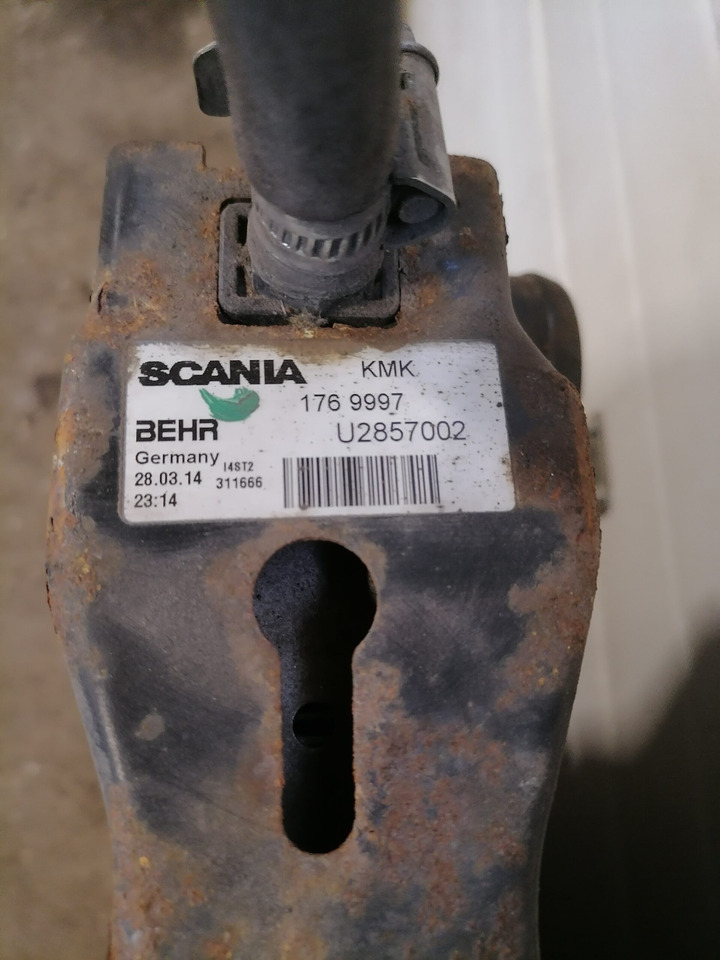 SCANIA KMK
176 9997
BEHR U2857002
Germany
28.03.14 I4ST2
23:14 311666